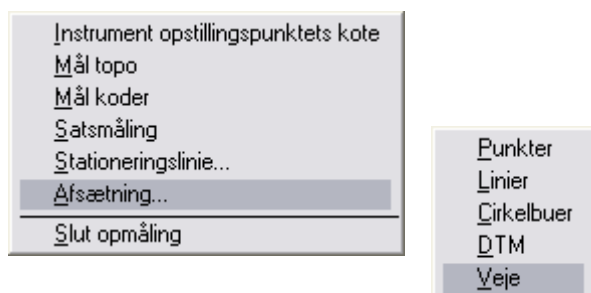 Instrument opstillingspunktets kote
Mål topo
Mål koder
Satsmåling
Stationeringslinie...
Afsætning...
Slut opmåling
Punkter
Linier
Cirkelbuer
DTM
Veje